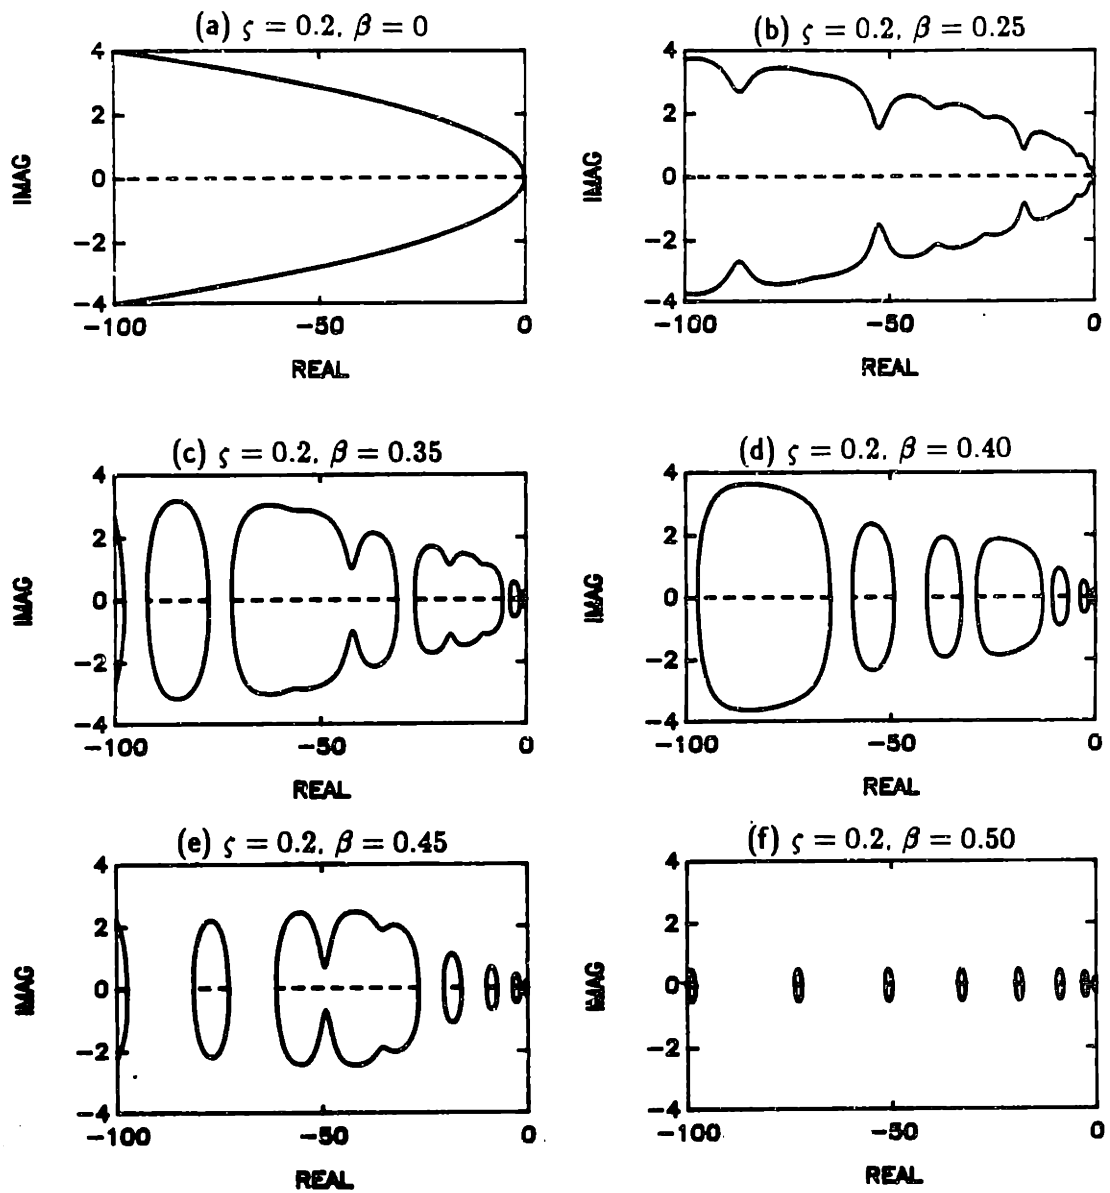 (a) ς = 0.2, β = 0
(b) ς = 0.2, β = 0.25
4
2
0
−2
−4
IMAG
−100
−50
0
REAL
4
2
0
−2
−4
IMAG
−100
−50
0
REAL
(c) ς = 0.2, β = 0.35
(d) ς = 0.2, β = 0.40
4
2
0
−2
−4
IMAG
−100
−50
0
REAL
4
2
0
−2
−4
IMAG
−100
−50
0
REAL
(e) ς = 0.2, β = 0.45
(f) ς = 0.2, β = 0.50
4
2
0
−2
−4
IMAG
−100
−50
0
REAL
4
2
0
−2
−4
IMAG
−100
−50
0
REAL